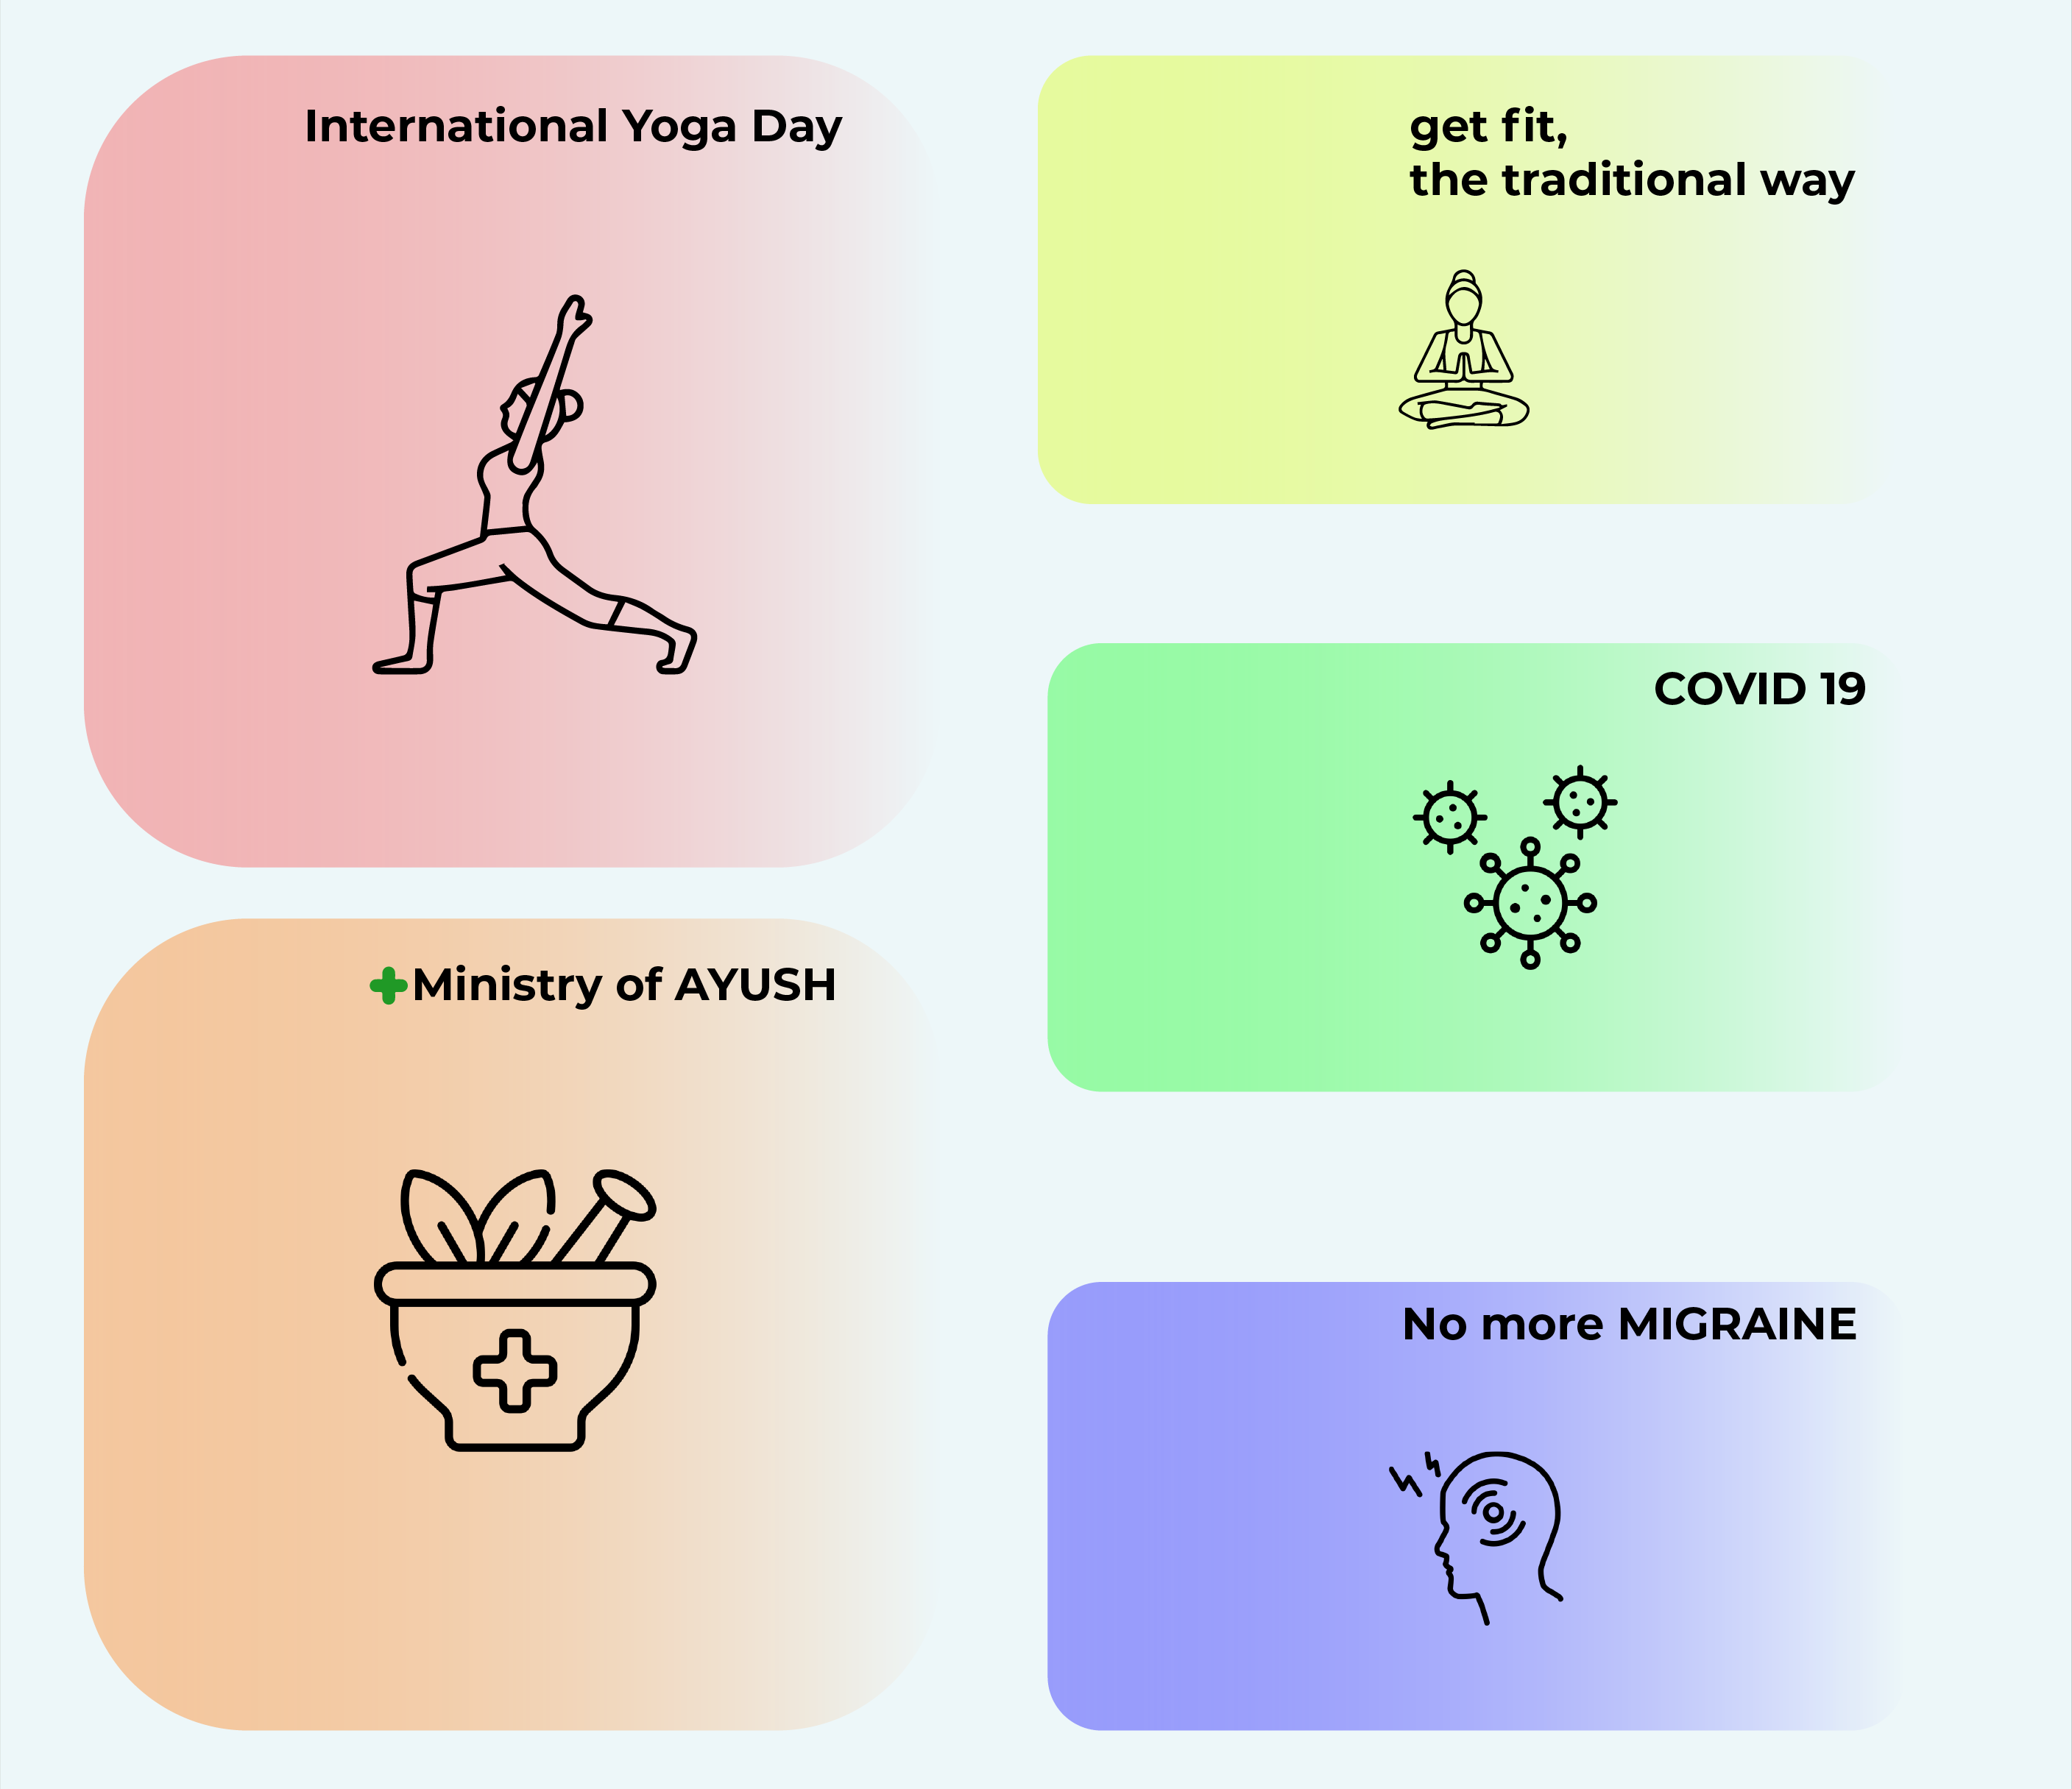 International Yoga Day
get fit,
the traditional way
COVID 19
Ministry of AYUSH
No more MIGRAINE